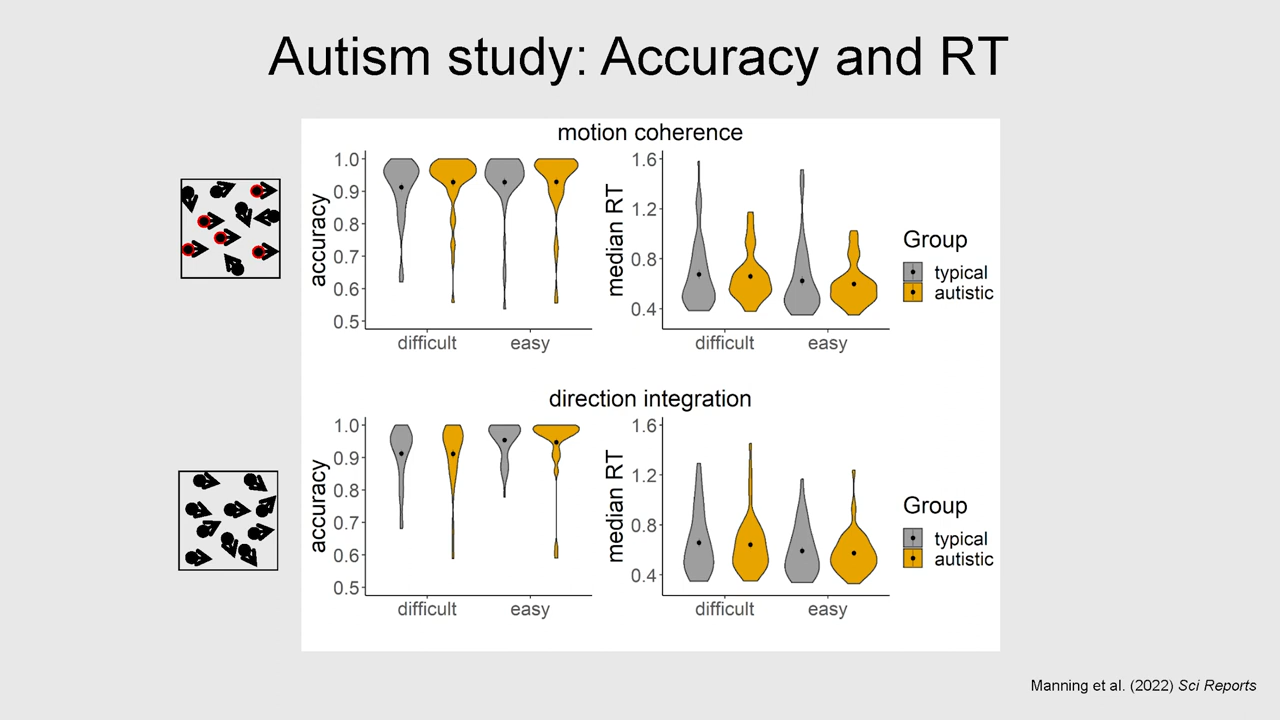 Autism study: Accuracy and RT
motion coherence
accuracy
1.0
0.9
0.8
0.7
0.6
0.5
difficult easy
median RT
1.6
1.2
0.8
0.4
difficult easy
Group
typical
autistic
direction integration
accuracy
1.0
0.9
0.8
0.7
0.6
0.5
difficult easy
median RT
1.6
1.2
0.8
0.4
difficult easy
Group
typical
autistic
Manning et al. (2022) Sci Reports